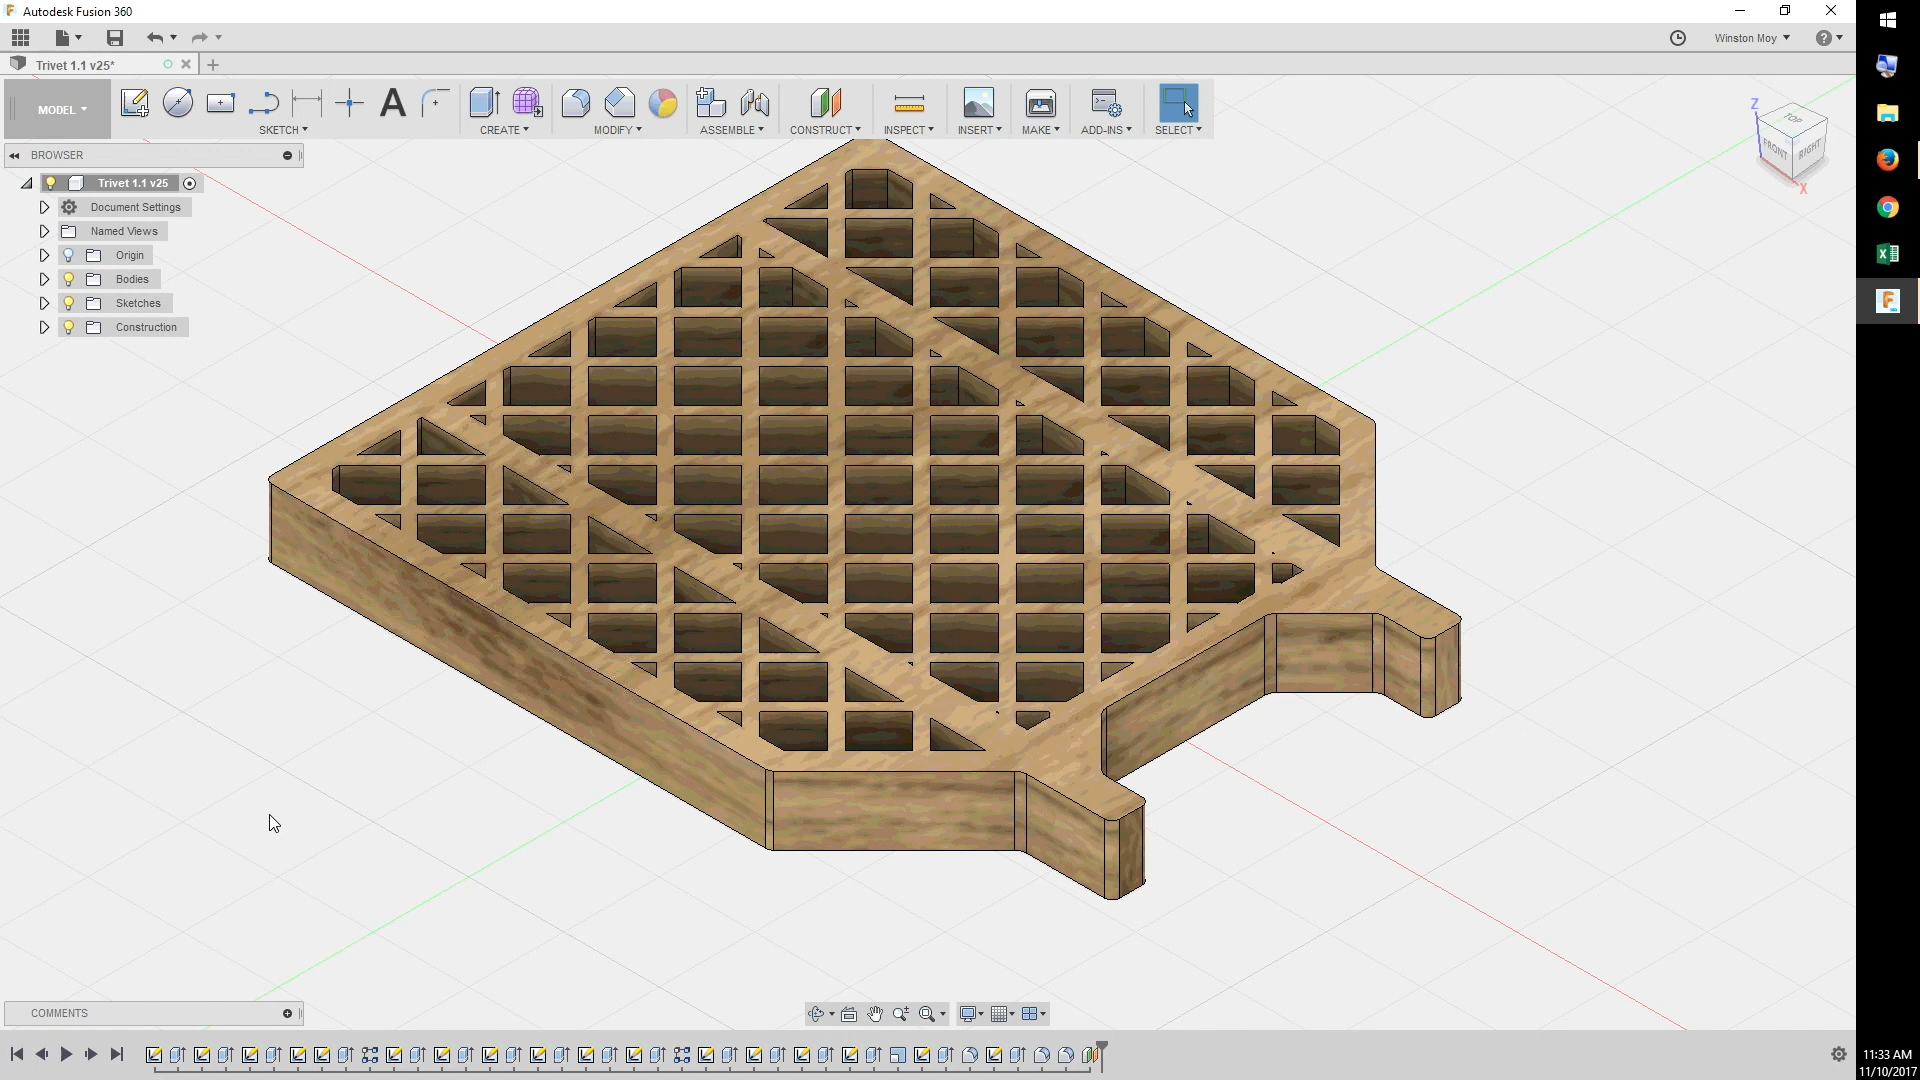 Autodesk Fusion 360
Winston Moy
Trivet 1.1 v25*
MODEL
SKETCH
CREATE
MODIFY
ASSEMBLE
CONSTRUCT
INSPECT
INSERT
MAKE
ADD-INS
SELECT
Z
TOP
FRONT
RIGHT
X
BROWSER
Trivet 1.1 v25
Document Settings
Named Views
Origin
Bodies
Sketches
Construction
COMMENTS
11:33 AM
11/10/2017